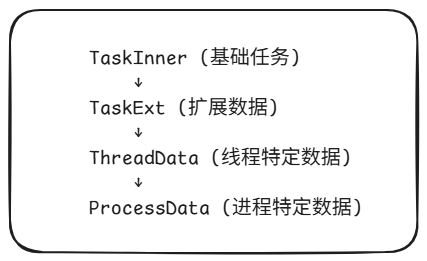 TaskInner (基础任务)
↓
TaskExt (扩展数据)
↓
ThreadData (线程特定数据)
↓
ProcessData (进程特定数据)